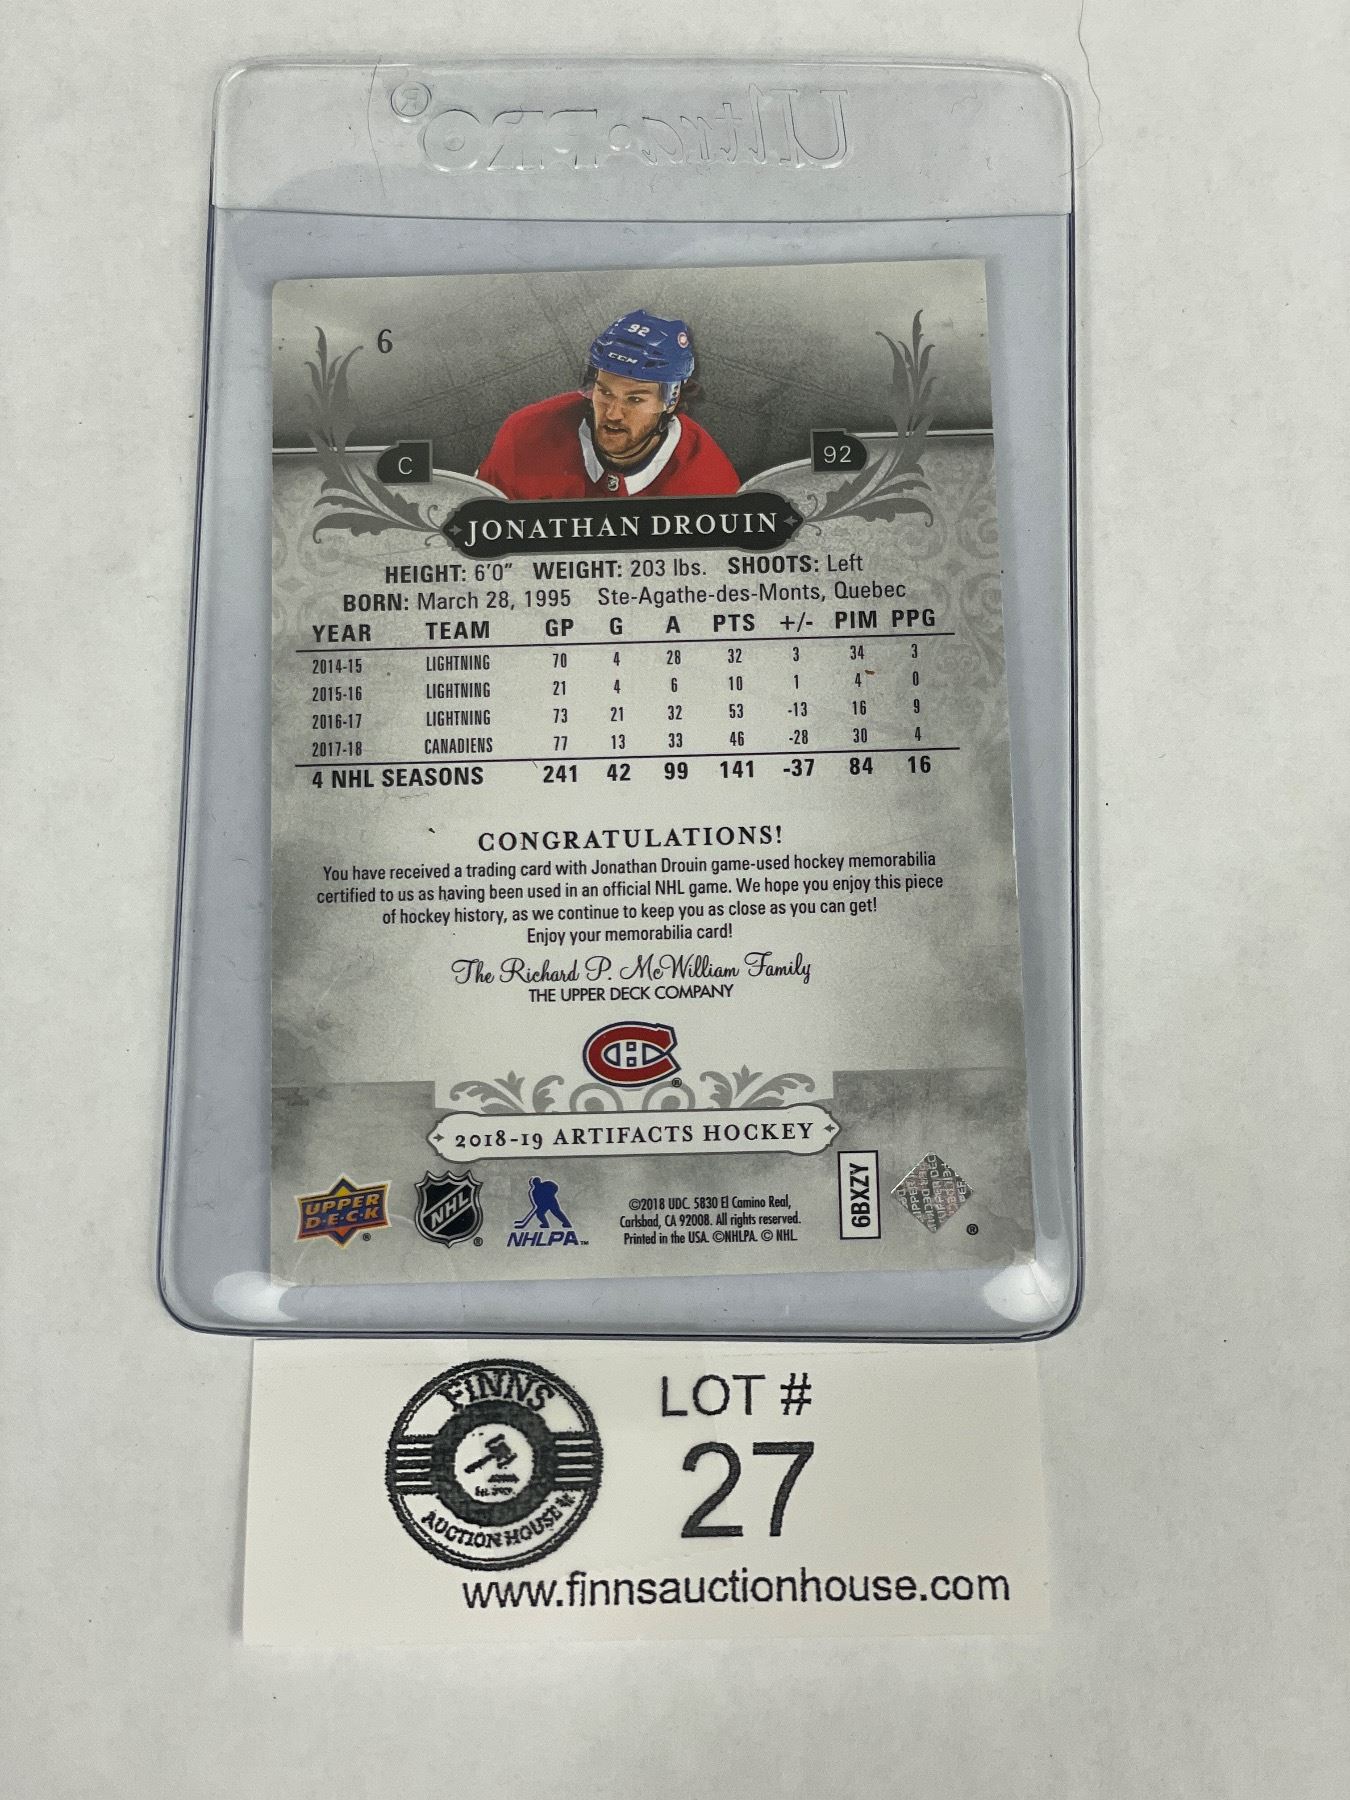 Ultra•PRO®
6
92
CCM
C
92
JONATHAN DROUIN
HEIGHT: 6'0" WEIGHT: 203 lbs. SHOOTS: Left
BORN: March 28, 1995 Ste-Agathe-des-Monts, Quebec
YEAR TEAM GP G A PTS +/- PIM PPG
2014-15 LIGHTNING 70 4 28 32 3 34 3
2015-16 LIGHTNING 21 4 6 10 1 4 0
2016-17 LIGHTNING 73 21 32 53 -13 16 9
2017-18 CANADIENS 77 13 33 46 -28 30 4
4 NHL SEASONS 241 42 99 141 -37 84 16
CONGRATULATIONS!
You have received a trading card with Jonathan Drouin game-used hockey memorabilia
certified to us as having been used in an official NHL game. We hope you enjoy this piece
of hockey history, as we continue to keep you as close as you can get!
Enjoy your memorabilia card!
The Richard P. McWilliam Family
THE UPPER DECK COMPANY
CH®
2018-19 ARTIFACTS HOCKEY
UPPER
D·E·C·K®
NHL®
NHLPA™
©2018 UDC. 5830 El Camino Real,
Carlsbad, CA 92008. All rights reserved.
Printed in the USA. ©NHLPA. © NHL.
6BXZY
®
FINNS
AUCTION HOUSE
LOT #
27
www.finnsauctionhouse.com